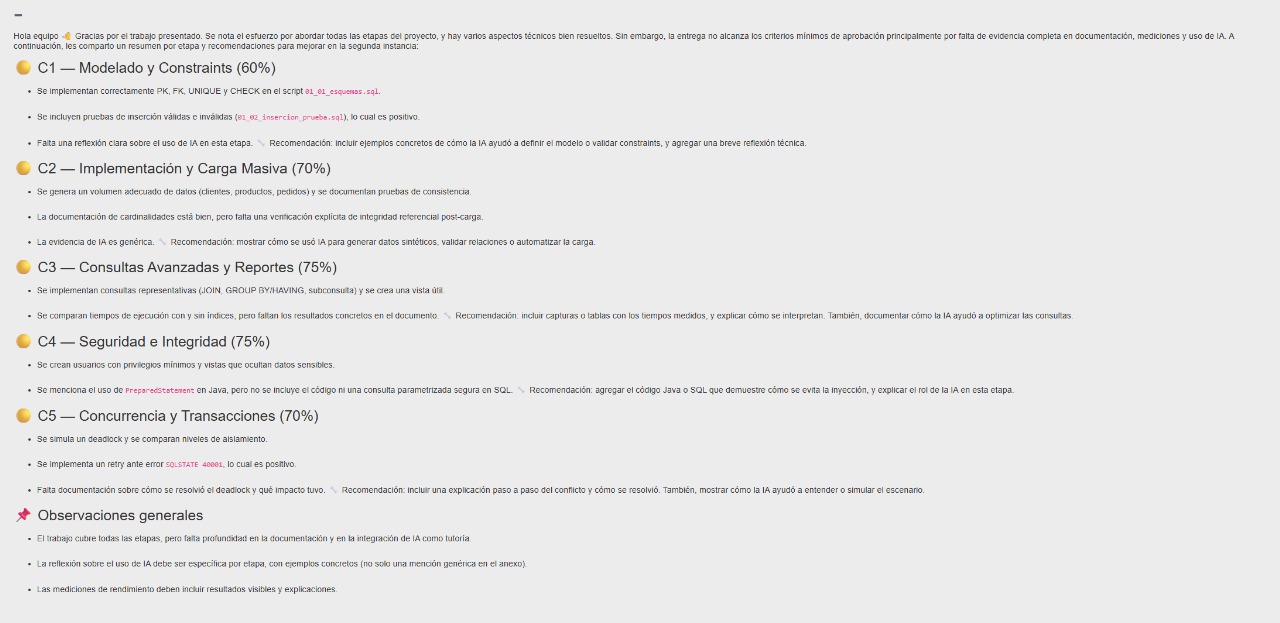 Hola equipo 👋 Gracias por el trabajo presentado. Se nota el esfuerzo por abordar todas las etapas del proyecto, y hay varios aspectos técnicos bien resueltos. Sin embargo, la entrega no alcanza los criterios mínimos de aprobación principalmente por falta de evidencia completa en documentación, mediciones y uso de IA. A
continuación, les comparto un resumen por etapa y recomendaciones para mejorar en la segunda instancia:
🟡 C1 — Modelado y Constraints (60%)
• Se implementan correctamente PK, FK, UNIQUE y CHECK en el script 01_01_esquemas.sql.
• Se incluyen pruebas de inserción válidas e inválidas (01_02_insercion_prueba.sql), lo cual es positivo.
• Falta una reflexión clara sobre el uso de IA en esta etapa. 🔧 Recomendación: incluir ejemplos concretos de cómo la IA ayudó a definir el modelo o validar constraints, y agregar una breve reflexión técnica.
🟡 C2 — Implementación y Carga Masiva (70%)
• Se genera un volumen adecuado de datos (clientes, productos, pedidos) y se documentan pruebas de consistencia.
• La documentación de cardinalidades está bien, pero falta una verificación explícita de integridad referencial post-carga.
• La evidencia de IA es genérica. 🔧 Recomendación: mostrar cómo se usó IA para generar datos sintéticos, validar relaciones o automatizar la carga.
🟡 C3 — Consultas Avanzadas y Reportes (75%)
• Se implementan consultas representativas (JOIN, GROUP BY/HAVING, subconsulta) y se crea una vista útil.
• Se comparan tiempos de ejecución con y sin índices, pero faltan los resultados concretos en el documento. 🔧 Recomendación: incluir capturas o tablas con los tiempos medidos, y explicar cómo se interpretan. También, documentar cómo la IA ayudó a optimizar las consultas.
🟡 C4 — Seguridad e Integridad (75%)
• Se crean usuarios con privilegios mínimos y vistas que ocultan datos sensibles.
• Se menciona el uso de PreparedStatement en Java, pero no se incluye el código ni una consulta parametrizada segura en SQL. 🔧 Recomendación: agregar el código Java o SQL que demuestre cómo se evita la inyección, y explicar el rol de la IA en esta etapa.
🟡 C5 — Concurrencia y Transacciones (70%)
• Se simula un deadlock y se comparan niveles de aislamiento.
• Se implementa un retry ante error SQLSTATE 40001, lo cual es positivo.
• Falta documentación sobre cómo se resolvió el deadlock y qué impacto tuvo. 🔧 Recomendación: incluir una explicación paso a paso del conflicto y cómo se resolvió. También, mostrar cómo la IA ayudó a entender o simular el escenario.
📌 Observaciones generales
• El trabajo cubre todas las etapas, pero falta profundidad en la documentación y en la integración de IA como tutoría.
• La reflexión sobre el uso de IA debe ser específica por etapa, con ejemplos concretos (no solo una mención genérica en el anexo).
• Las mediciones de rendimiento deben incluir resultados visibles y explicaciones.